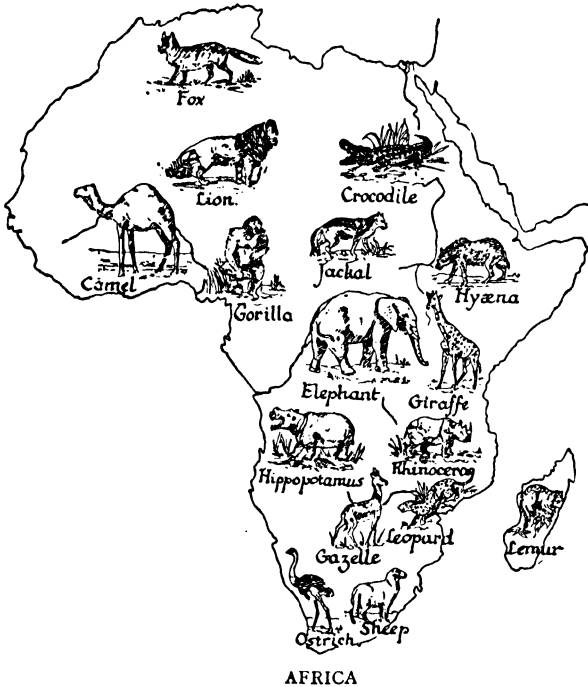 Fox
Lion.
Crocodile
Camel
Gorilla
Jackal
Hyæna
Elephant
Giraffe
Hippopotamus
Rhinoceros
Gazelle
Leopard
Lemur
Ostrich
Sheep
AFRICA